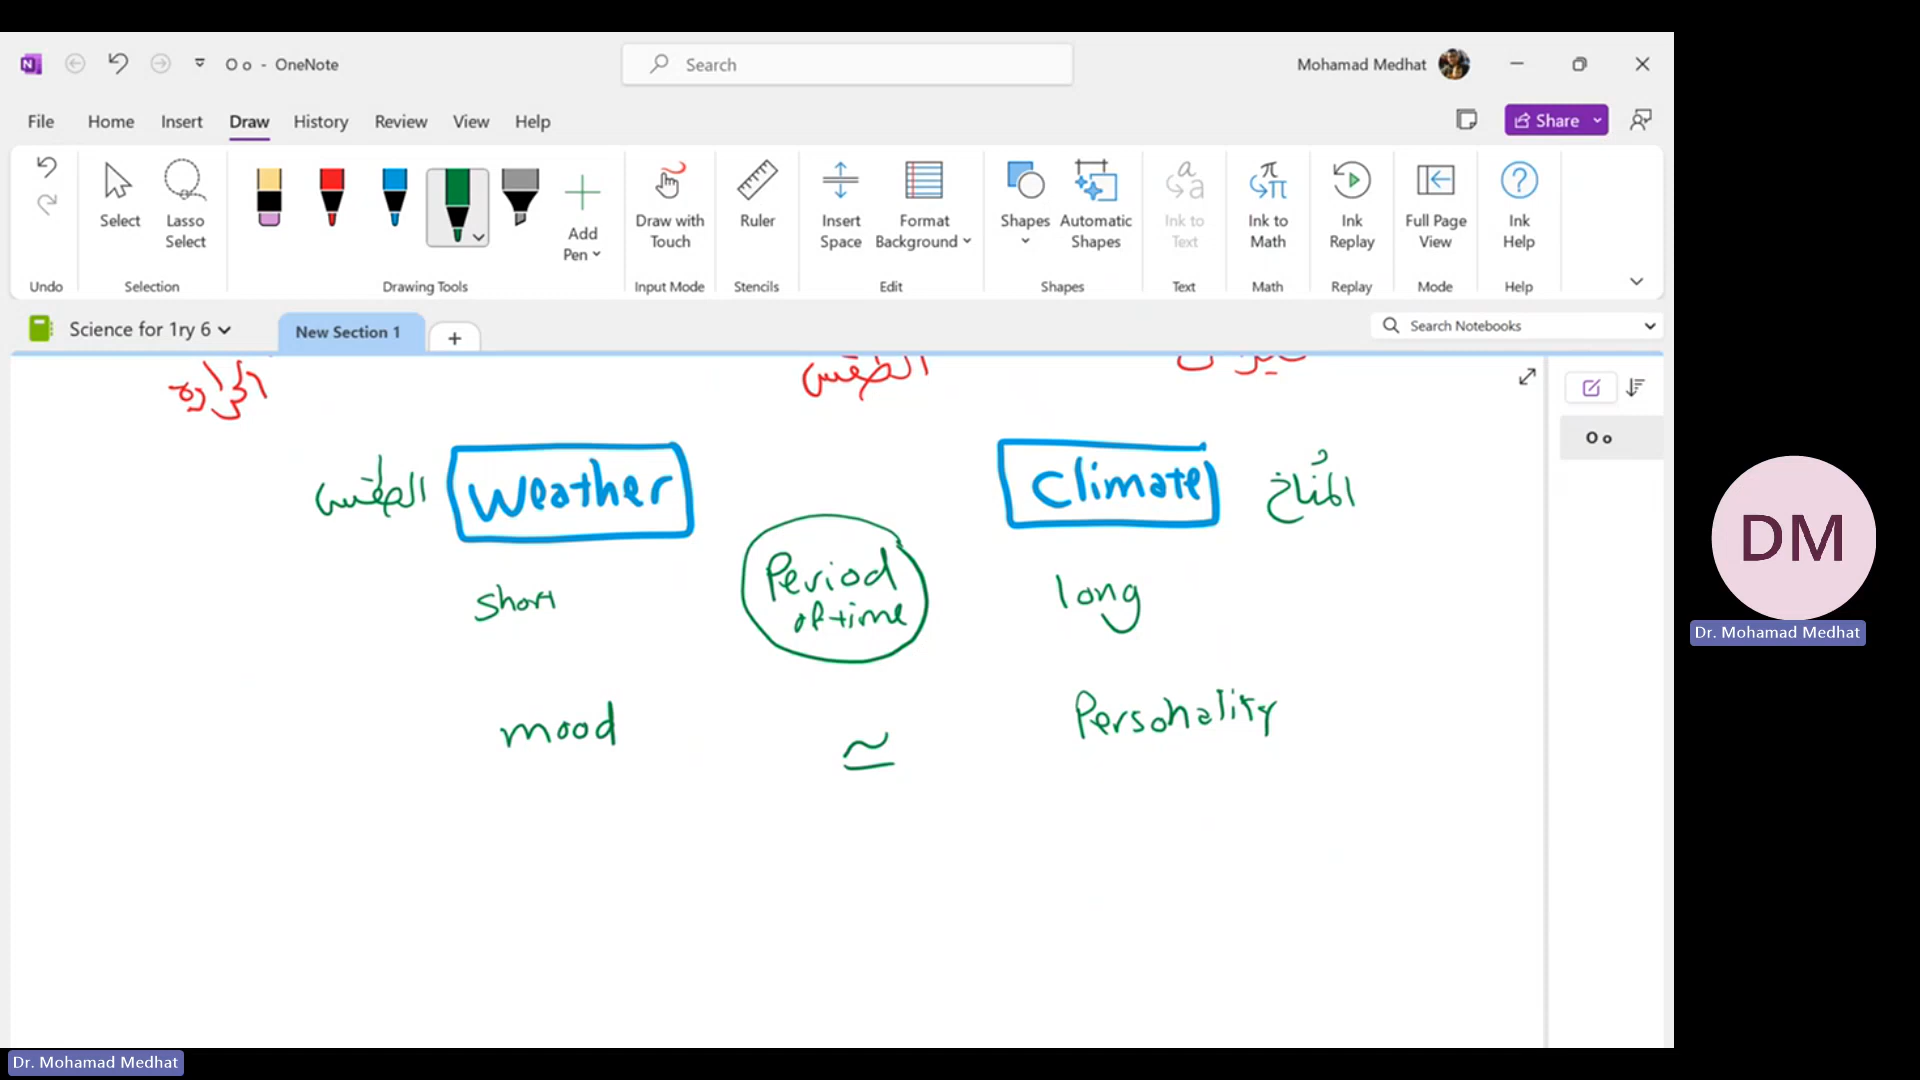 O o - OneNote
Search
Mohamad Medhat
File Home Insert Draw History Review View Help
Share
Select
Lasso Select
Add Pen
Draw with Touch
Ruler
Insert Space
Format Background
Shapes
Automatic Shapes
Ink to Text
Ink to Math
Ink Replay
Full Page View
Ink Help
Undo Selection Drawing Tools Input Mode Stencils Edit Shapes Text Math Replay Mode Help
Science for 1ry 6
New Section 1
Search Notebooks
O o
الحرارة
الطقس
الطقس
Weather
Climate
المُناخ
short
Period
of time
long
mood
≃
Personality
DM
Dr. Mohamad Medhat
Dr. Mohamad Medhat